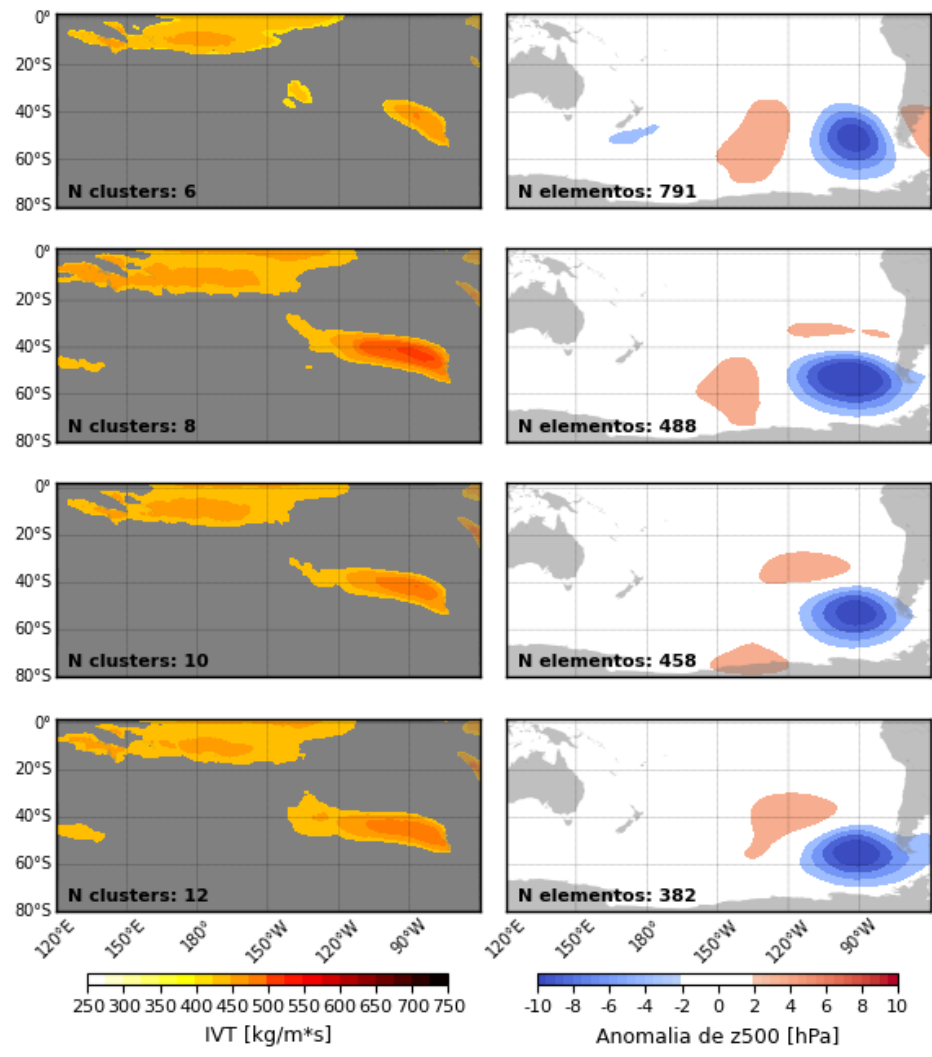 0°
20°S
40°S
60°S
80°S
N clusters: 6
N elementos: 791
0°
20°S
40°S
60°S
80°S
N clusters: 8
N elementos: 488
0°
20°S
40°S
60°S
80°S
N clusters: 10
N elementos: 458
0°
20°S
40°S
60°S
80°S
N clusters: 12
N elementos: 382
120°E 150°E 180° 150°W 120°W 90°W
120°E 150°E 180° 150°W 120°W 90°W
250 300 350 400 450 500 550 600 650 700 750
IVT [kg/m*s]
-10 -8 -6 -4 -2 0 2 4 6 8 10
Anomalia de z500 [hPa]